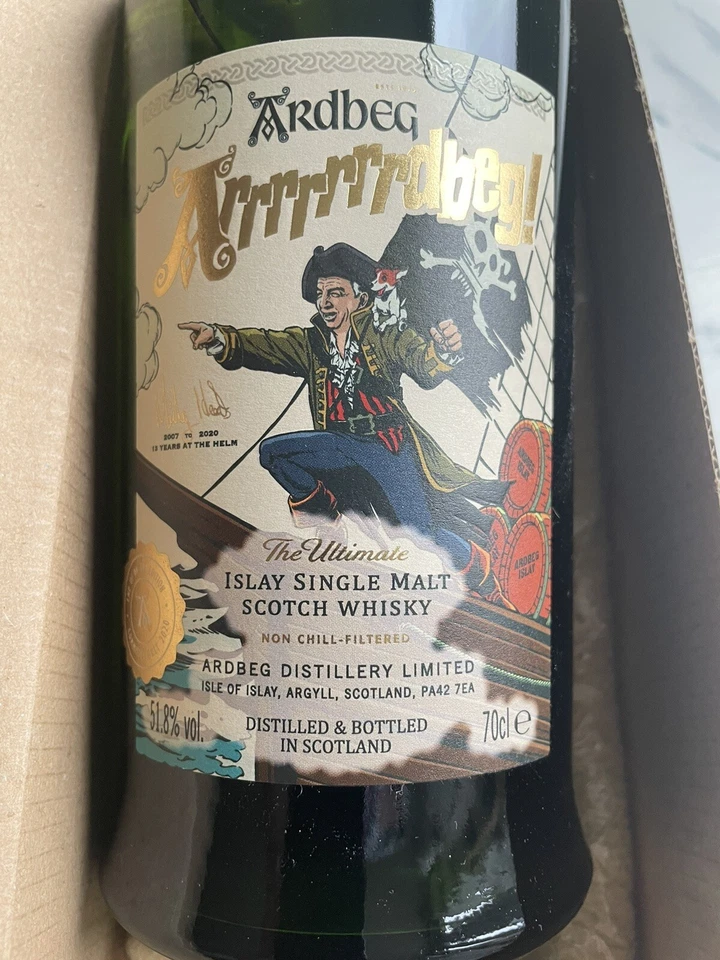 ARDBEG
Arrrrrrrdbeg!
2007 TO 2020
13 YEARS AT THE HELM
ARDBEG
ISLAY
The Ultimate
ISLAY SINGLE MALT
SCOTCH WHISKY
NON CHILL-FILTERED
ARDBEG DISTILLERY LIMITED
ISLE OF ISLAY, ARGYLL, SCOTLAND, PA42 7EA
51.8% vol.
DISTILLED & BOTTLED
IN SCOTLAND
70cl e